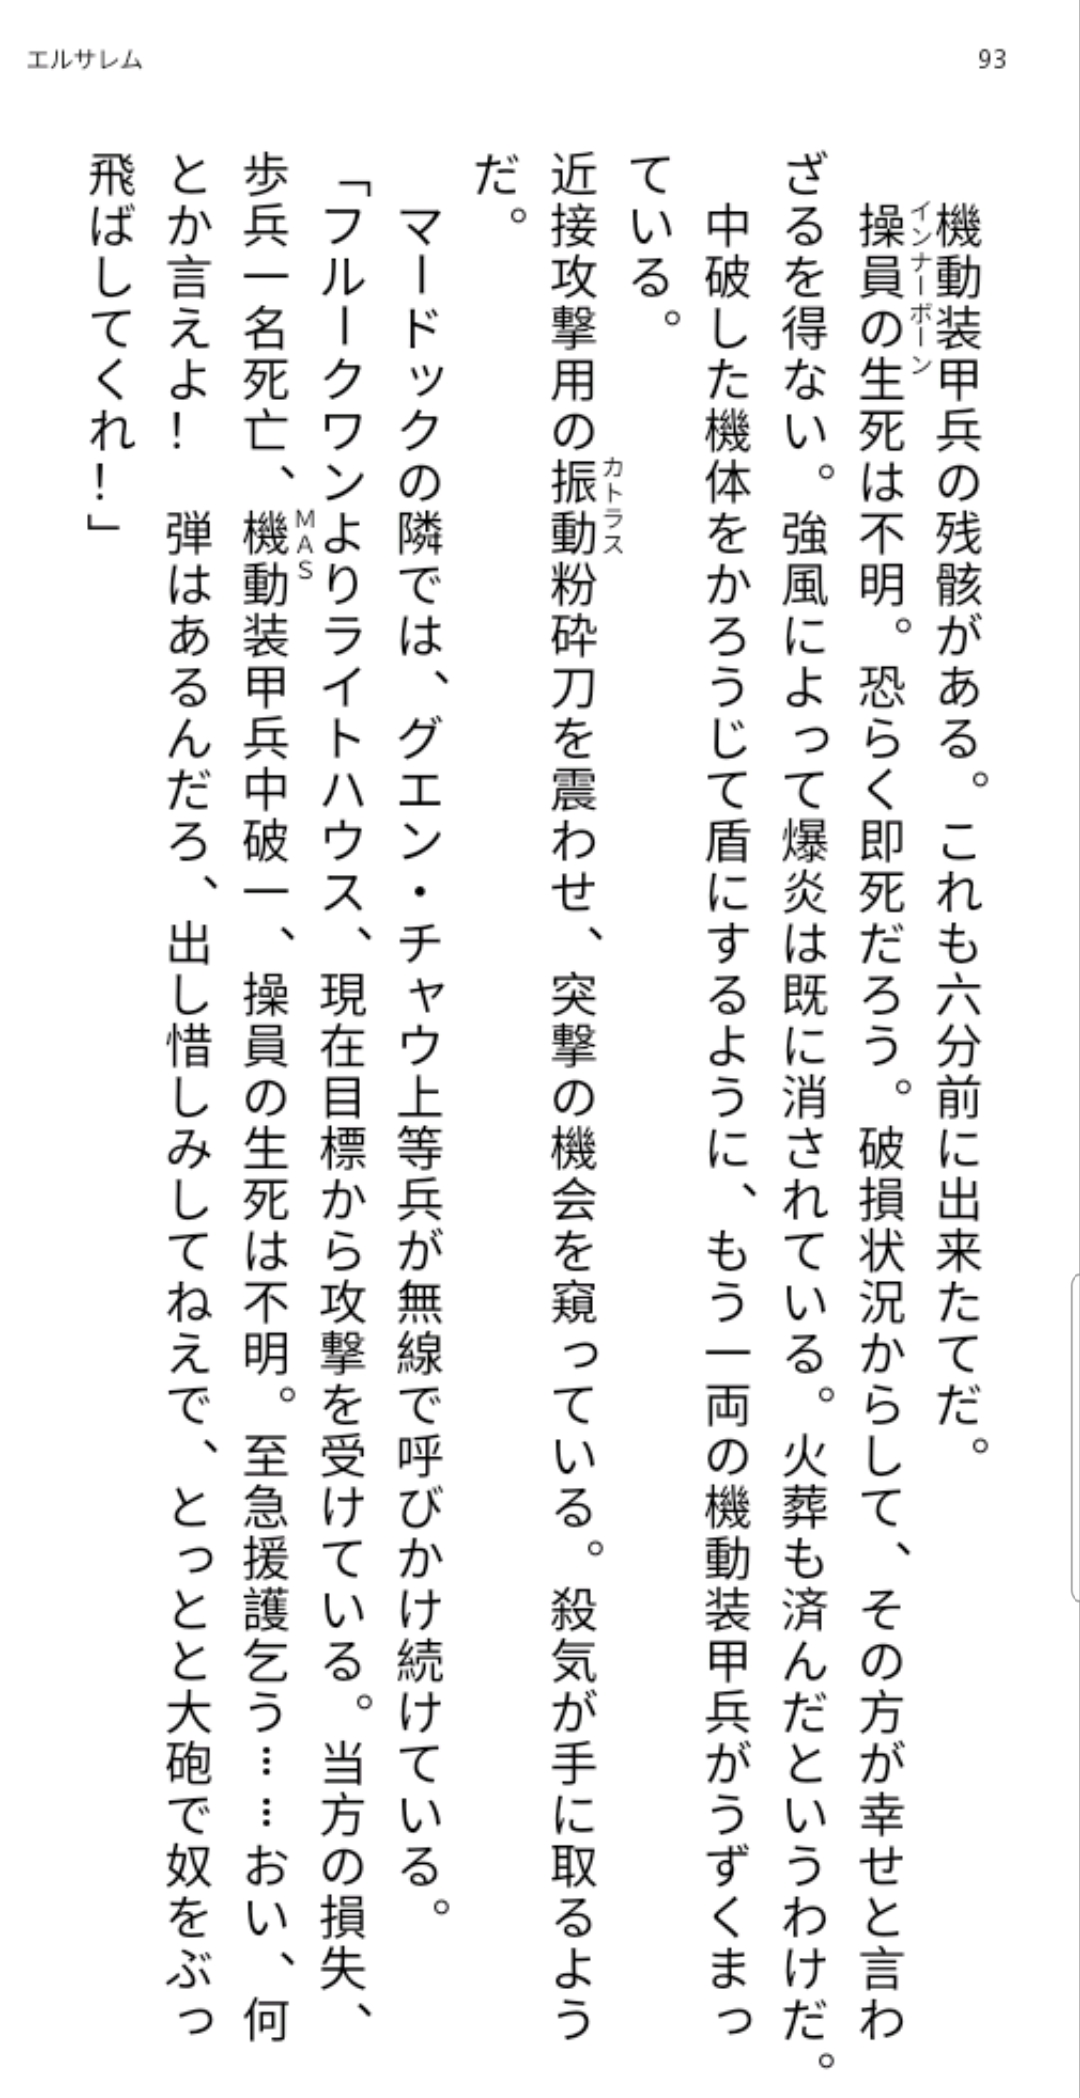 エルサレム
93
機動装甲兵の残骸がある。これも六分前に出来たてだ。
インナーボーン
操員の生死は不明。恐らく即死だろう。破損状況からして、その方が幸せと言わ
ざるを得ない。強風によって爆炎は既に消されている。火葬も済んだというわけだ。
中破した機体をかろうじて盾にするように、もう一両の機動装甲兵がうずくまっ
ている。
カトラス
近接攻撃用の振動粉砕刀を震わせ、突撃の機会を窺っている。殺気が手に取るよう
だ。
マードックの隣では、グエン・チャウ上等兵が無線で呼びかけ続けている。
「フルークワンよりライトハウス、現在目標から攻撃を受けている。当方の損失、
MAS
歩兵一名死亡、機動装甲兵中破一、操員の生死は不明。至急援護乞う……おい、何
とか言えよ！　弾はあるんだろ、出し惜しみしてねえで、とっとと大砲で奴をぶっ
飛ばしてくれ！」